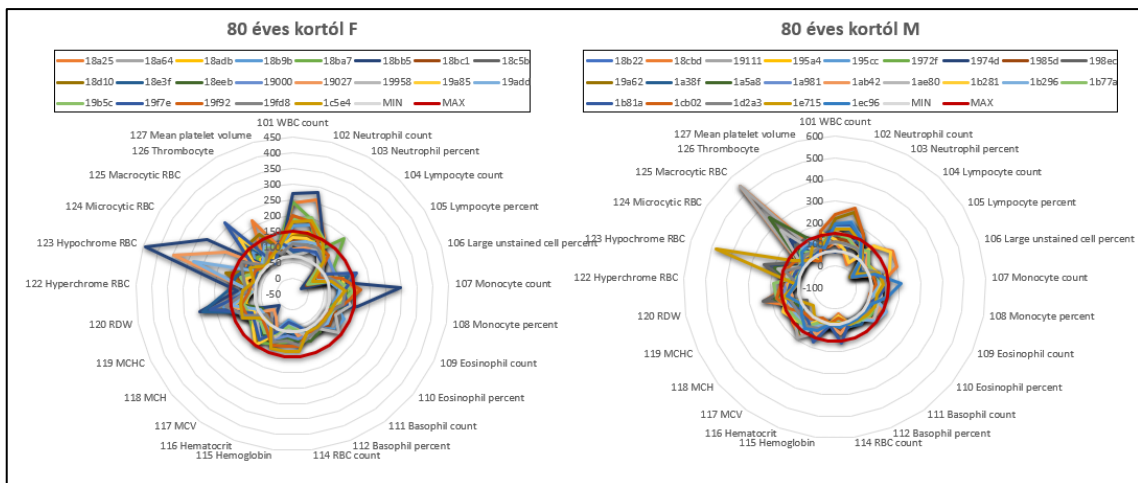 80 éves kortól F
18a25 18a64 18adb 18b9b 18ba7 18bb5 18bc1 18c5b
18d10 18e3f 18eeb 19000 19027 19958 19a85 19add
19b5c 19f7e 19f92 19fd8 1c5e4 MIN MAX
101 WBC count
102 Neutrophil count
103 Neutrophil percent
104 Lympocyte count
105 Lympocyte percent
106 Large unstained cell percent
107 Monocyte count
108 Monocyte percent
109 Eosinophil count
110 Eosinophil percent
111 Basophil count
112 Basophil percent
114 RBC count
115 Hemoglobin
116 Hematocrit
117 MCV
118 MCH
119 MCHC
120 RDW
122 Hyperchrome RBC
123 Hypochrome RBC
124 Microcytic RBC
125 Macrocytic RBC
126 Thrombocyte
127 Mean platelet volume
450
400
350
300
250
200
150
100
50
0
-50
80 éves kortól M
18b22 18cbd 19111 195a4 195cc 1972f 1974d 1985d 198ec
19a62 1a38f 1a5a8 1a981 1ab42 1ae80 1b281 1b296 1b77a
1b81a 1cb02 1d2a3 1e715 1ec96 MIN MAX
101 WBC count
102 Neutrophil count
103 Neutrophil percent
104 Lympocyte count
105 Lympocyte percent
106 Large unstained cell percent
107 Monocyte count
108 Monocyte percent
109 Eosinophil count
110 Eosinophil percent
111 Basophil count
112 Basophil percent
114 RBC count
115 Hemoglobin
116 Hematocrit
117 MCV
118 MCH
119 MCHC
120 RDW
122 Hyperchrome RBC
123 Hypochrome RBC
124 Microcytic RBC
125 Macrocytic RBC
126 Thrombocyte
127 Mean platelet volume
600
500
400
300
200
100
0
-100